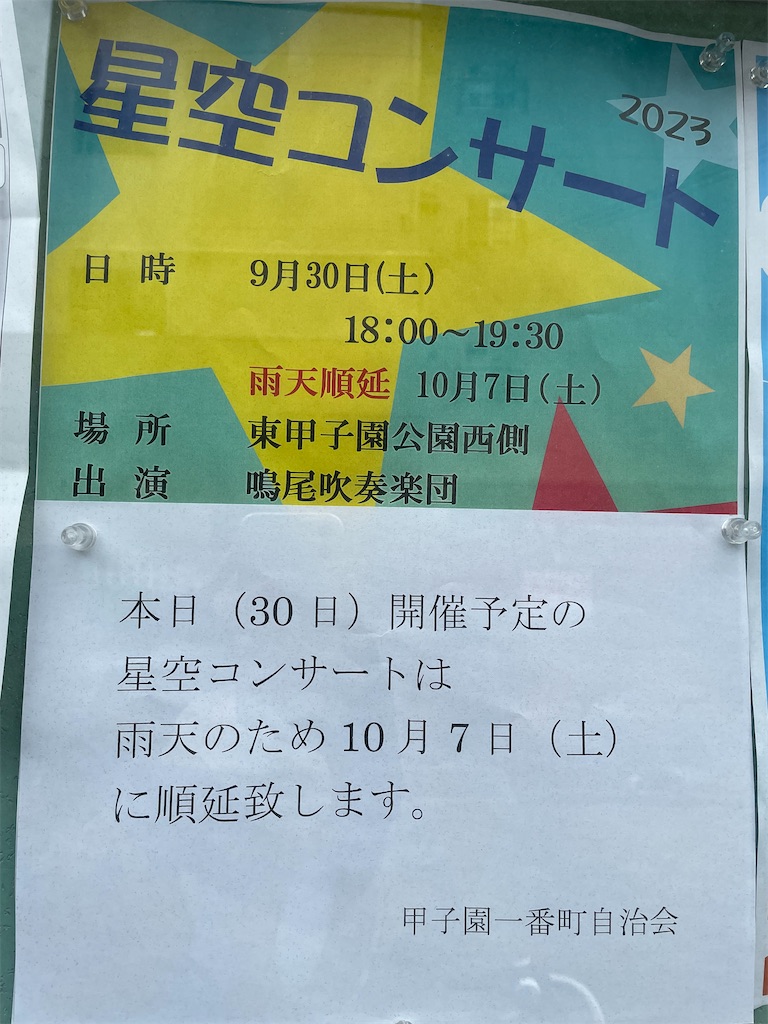 星空コンサート
2023
日時 9月30日(土)
18:00～19:30
雨天順延 10月7日(土)
場所 東甲子園公園西側
出演 鳴尾吹奏楽団
本日（30日）開催予定の
星空コンサートは
雨天のため10月7日（土）
に順延致します。
甲子園一番町自治会